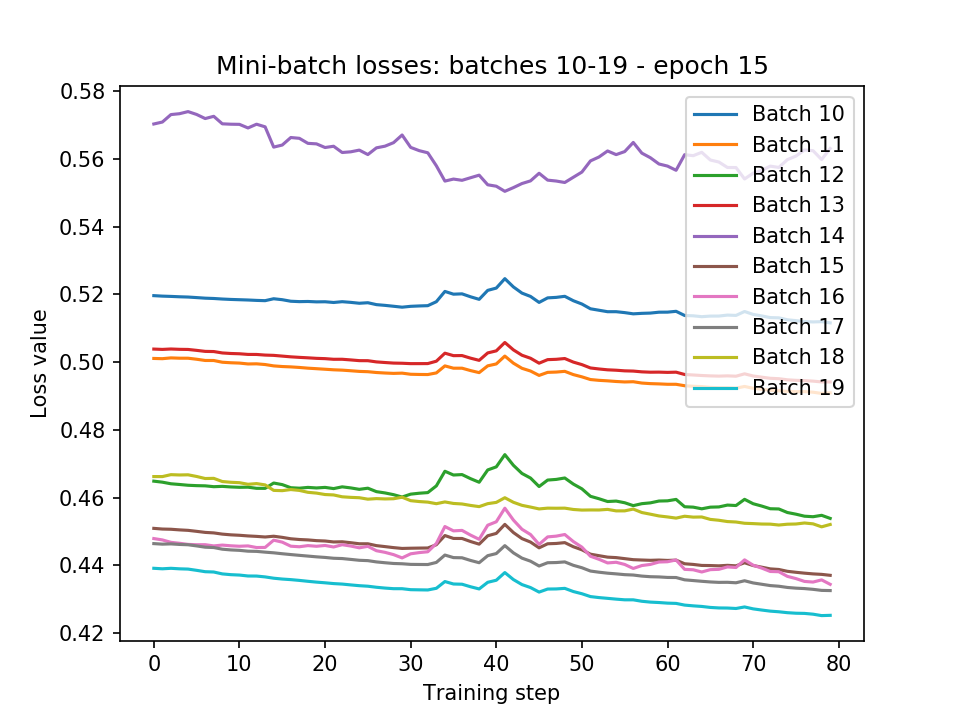 Mini-batch losses: batches 10-19 - epoch 15
0.58
0.56
0.54
0.52
0.50
0.48
0.46
0.44
0.42
Loss value
Batch 10
Batch 11
Batch 12
Batch 13
Batch 14
Batch 15
Batch 16
Batch 17
Batch 18
Batch 19
0 10 20 30 40 50 60 70 80
Training step